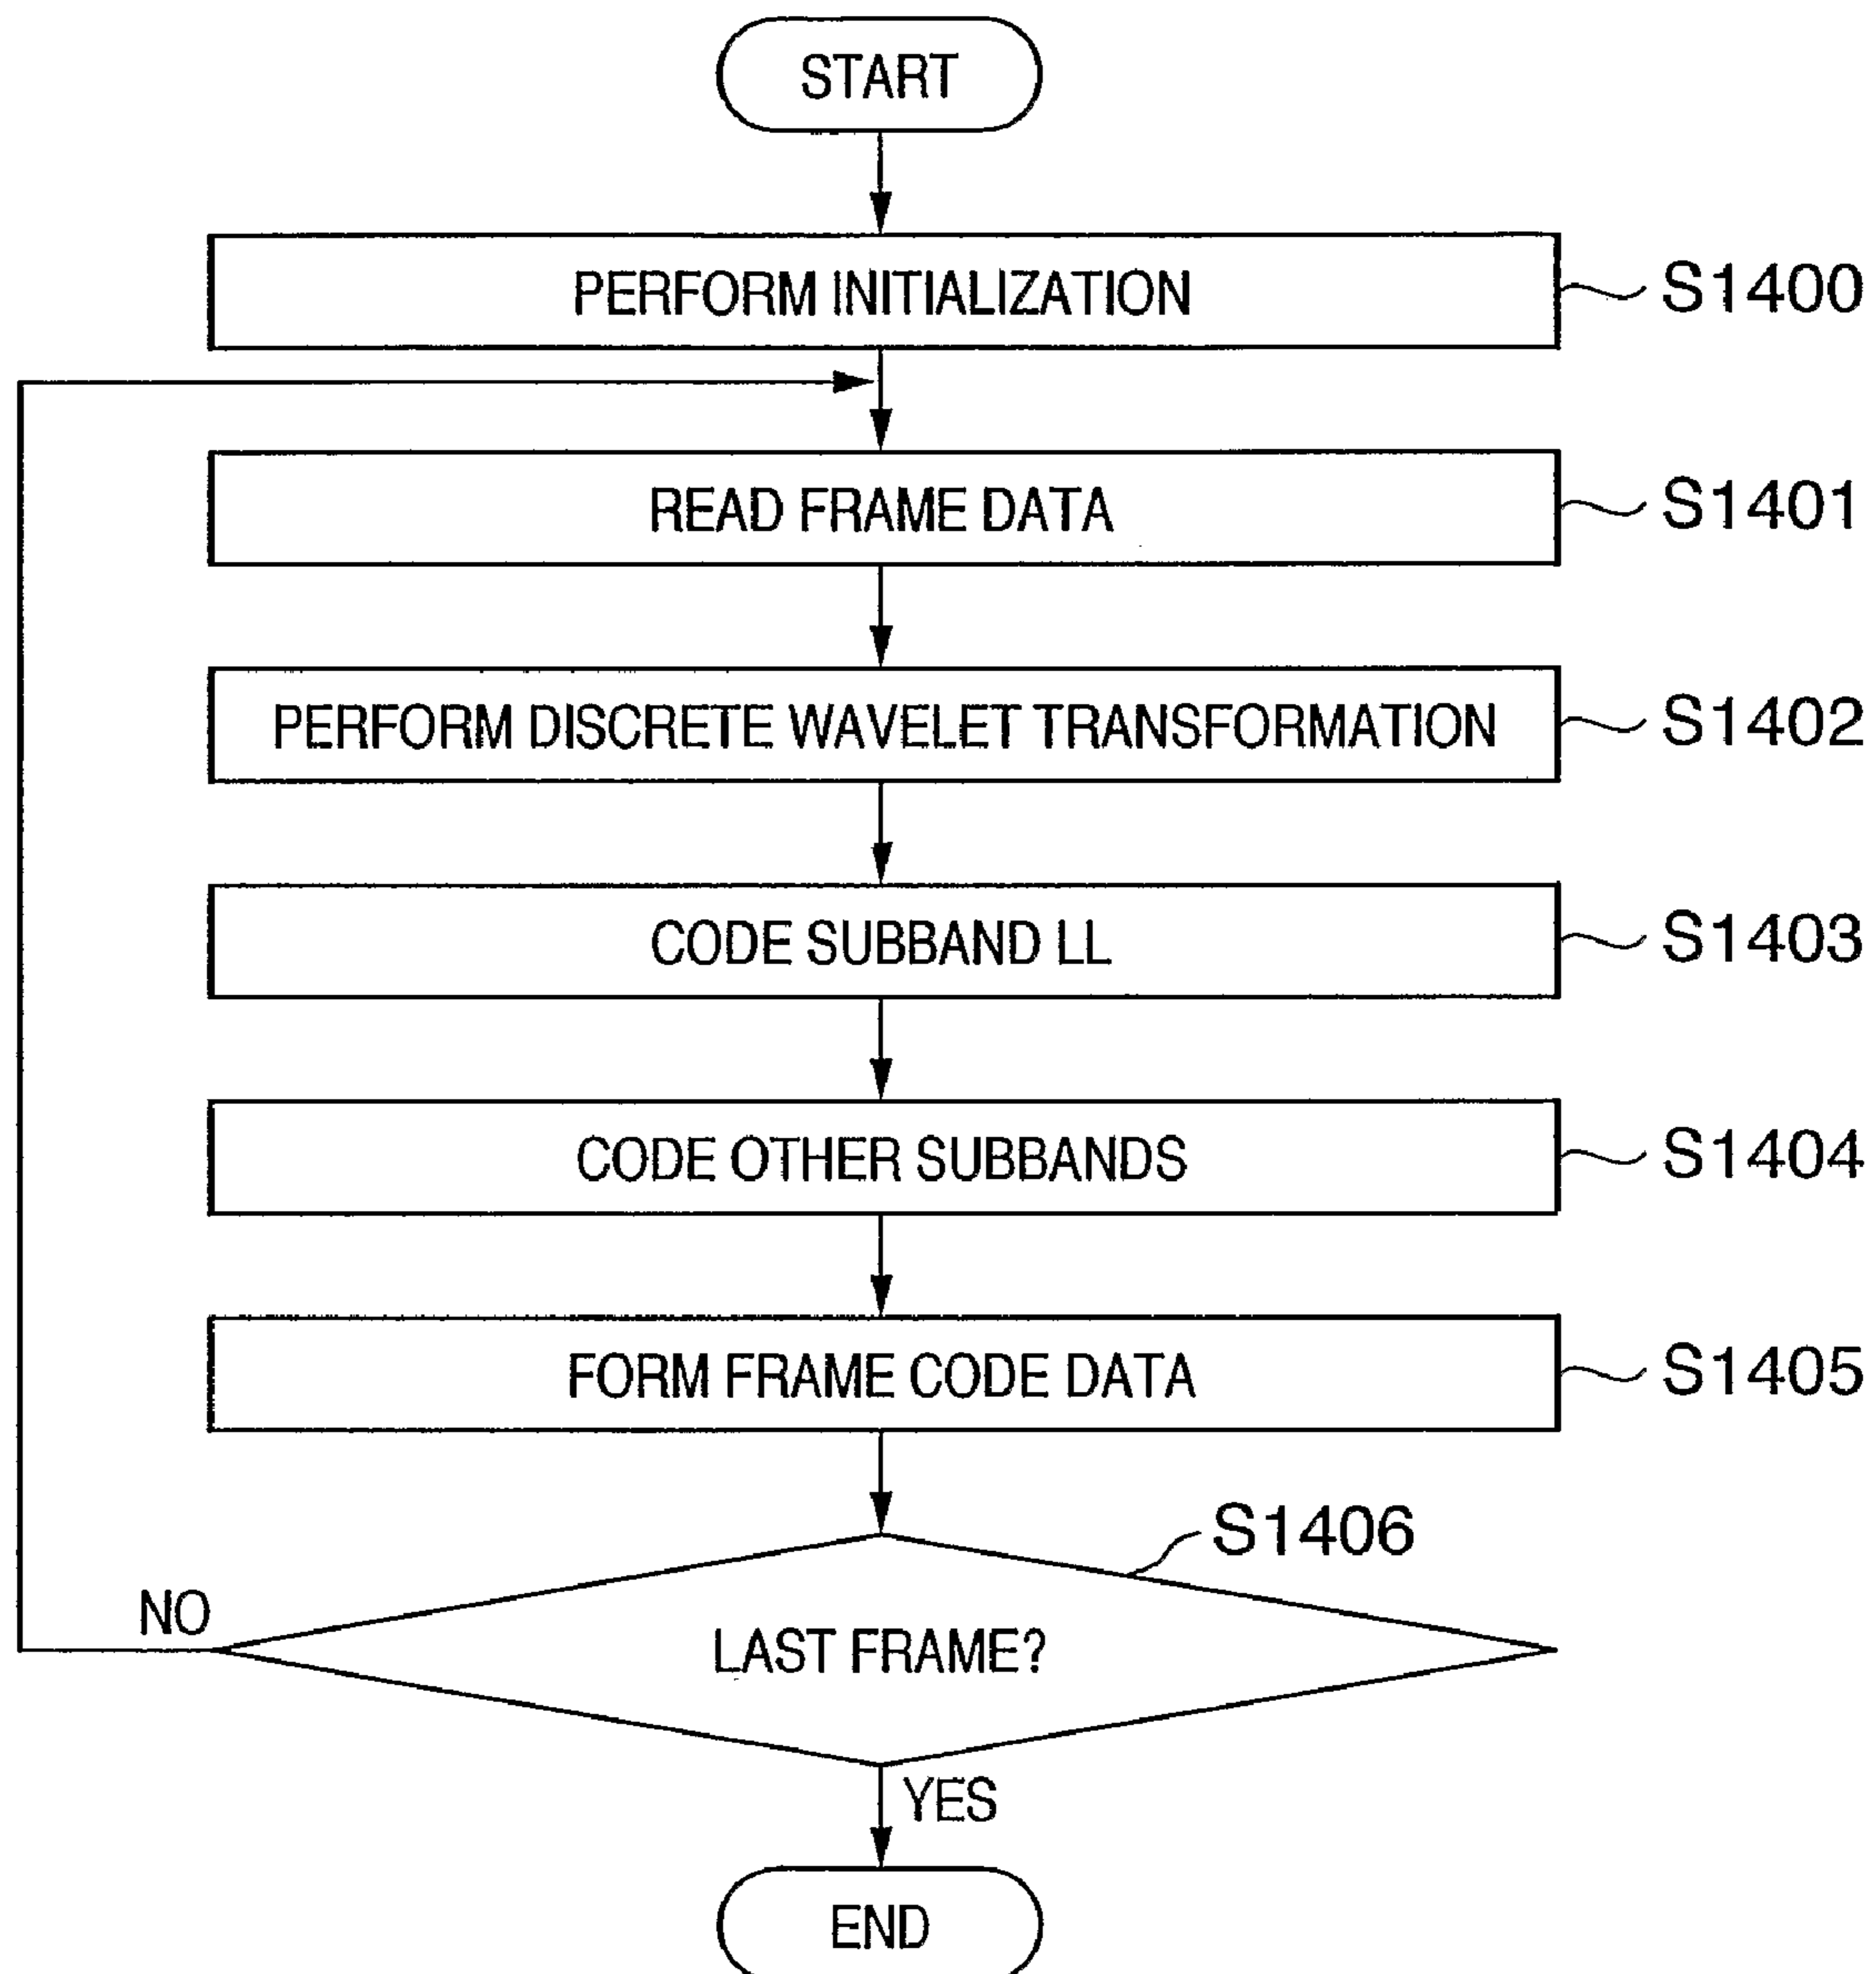 START
PERFORM INITIALIZATION
S1400
READ FRAME DATA
S1401
PERFORM DISCRETE WAVELET TRANSFORMATION
S1402
CODE SUBBAND LL
S1403
CODE OTHER SUBBANDS
S1404
FORM FRAME CODE DATA
S1405
S1406
NO
LAST FRAME?
YES
END